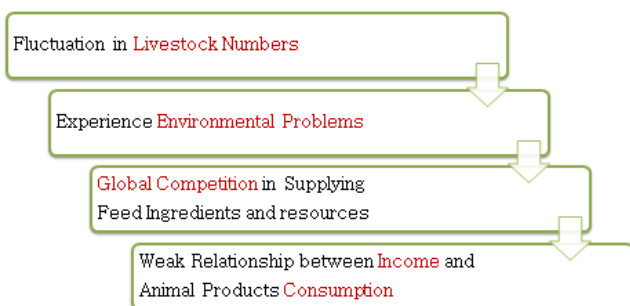 Fluctuation in Livestock Numbers
Experience Environmental Problems
Global Competition in Supplying
Feed Ingredients and resources
Weak Relationship between Income and
Animal Products Consumption